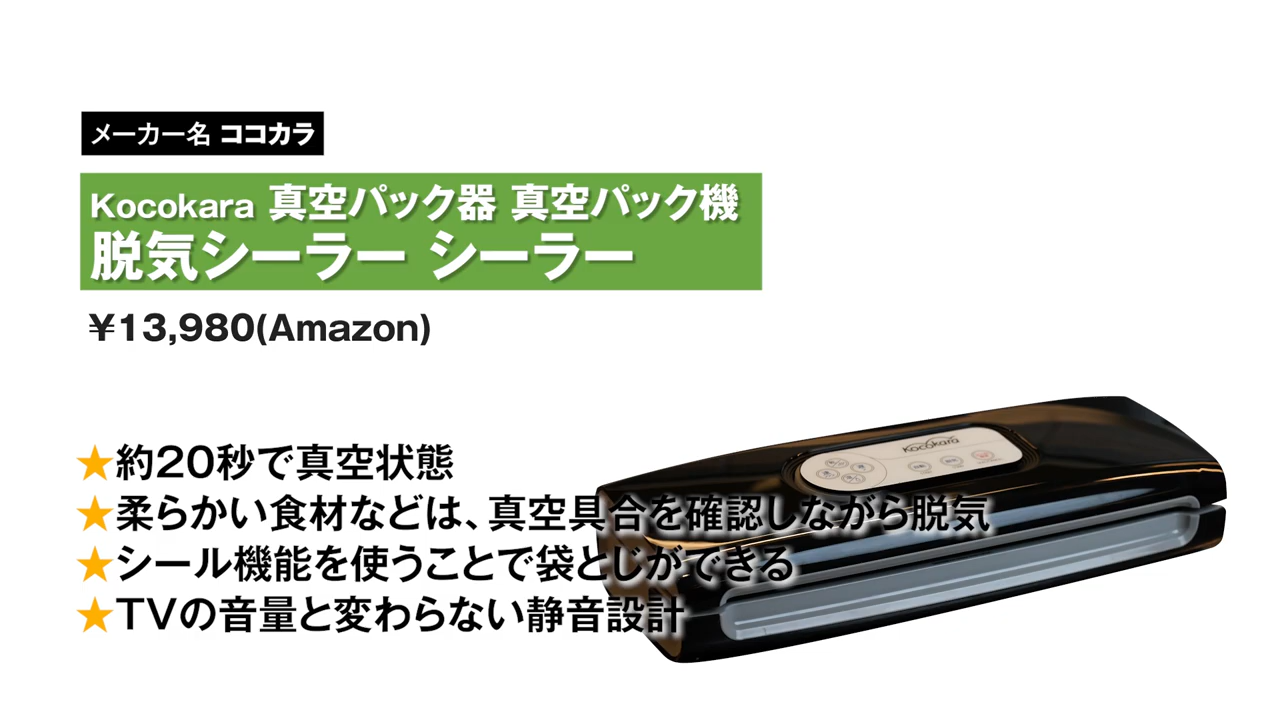 メーカー名 ココカラ
Kocokara 真空パック器 真空パック機
脱気シーラー シーラー
¥13,980(Amazon)
★約20秒で真空状態
★柔らかい食材などは、真空具合を確認しながら脱気
★シール機能を使うことで袋とじができる
★TVの音量と変わらない静音設計
Kocokara